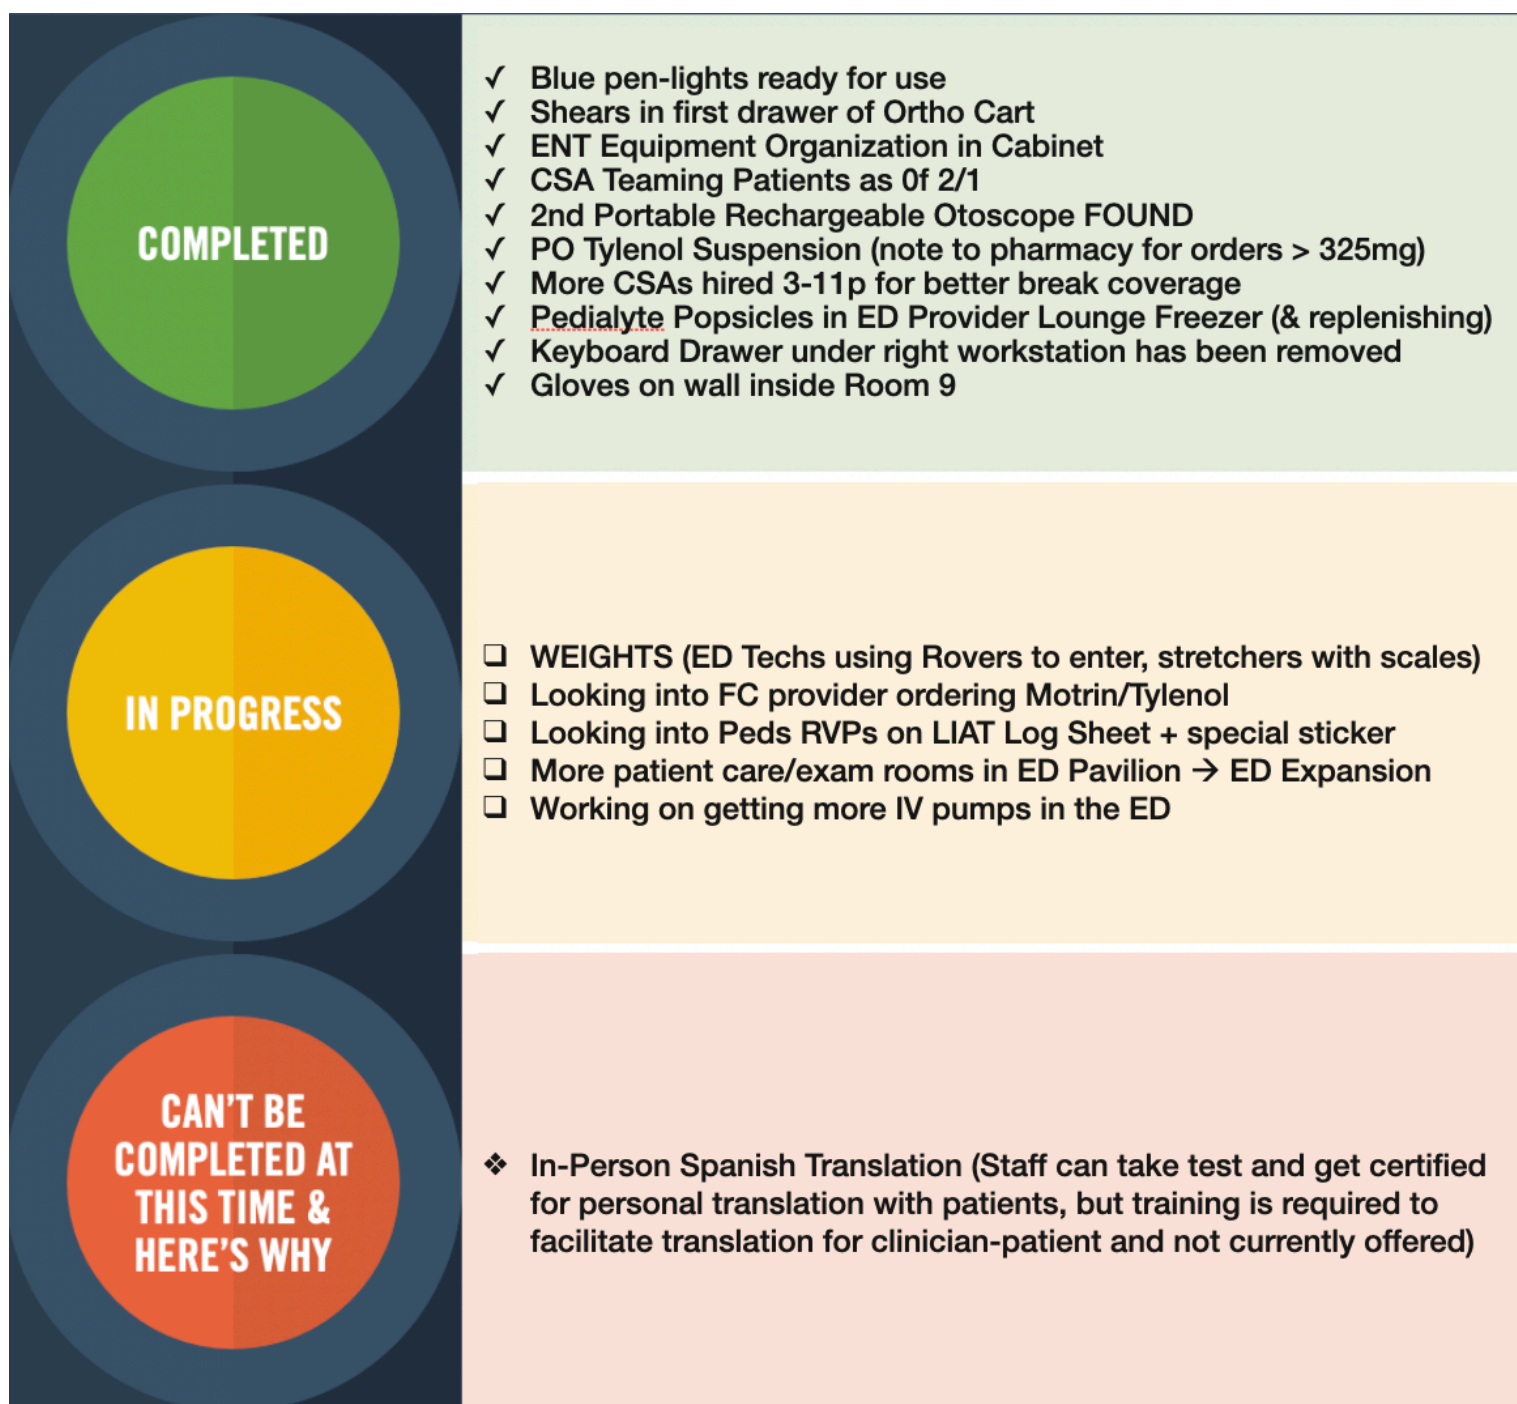 COMPLETED
✓ Blue pen-lights ready for use
✓ Shears in first drawer of Ortho Cart
✓ ENT Equipment Organization in Cabinet
✓ CSA Teaming Patients as 0f 2/1
✓ 2nd Portable Rechargeable Otoscope FOUND
✓ PO Tylenol Suspension (note to pharmacy for orders > 325mg)
✓ More CSAs hired 3-11p for better break coverage
✓ Pedialyte Popsicles in ED Provider Lounge Freezer (& replenishing)
✓ Keyboard Drawer under right workstation has been removed
✓ Gloves on wall inside Room 9
IN PROGRESS
❑ WEIGHTS (ED Techs using Rovers to enter, stretchers with scales)
❑ Looking into FC provider ordering Motrin/Tylenol
❑ Looking into Peds RVPs on LIAT Log Sheet + special sticker
❑ More patient care/exam rooms in ED Pavilion → ED Expansion
❑ Working on getting more IV pumps in the ED
CAN'T BE
COMPLETED AT
THIS TIME &
HERE'S WHY
❖ In-Person Spanish Translation (Staff can take test and get certified
for personal translation with patients, but training is required to
facilitate translation for clinician-patient and not currently offered)